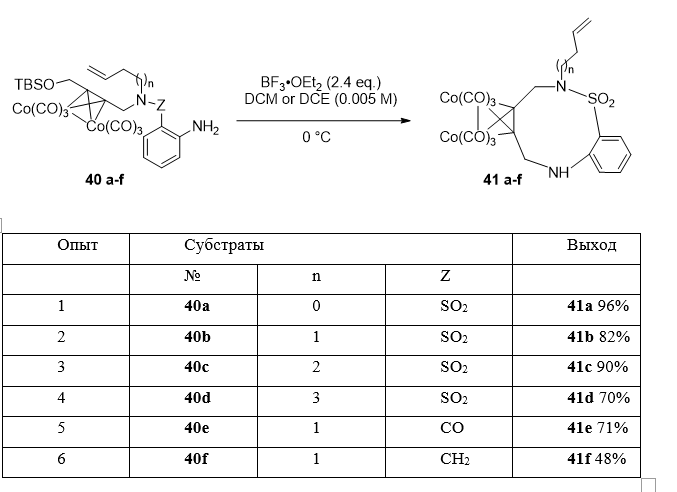 TBSO
( )n
N
Z
Co(CO)₃
Co(CO)₃
NH₂
40 a-f
BF₃•OEt₂ (2.4 eq.)
DCM or DCE (0.005 M)
0 °C
( )n
N
SO₂
Co(CO)₃
Co(CO)₃
NH
41 a-f
Опыт Субстраты Выход
№ n Z
1 40a 0 SO₂ 41a 96%
2 40b 1 SO₂ 41b 82%
3 40c 2 SO₂ 41c 90%
4 40d 3 SO₂ 41d 70%
5 40e 1 CO 41e 71%
6 40f 1 CH₂ 41f 48%